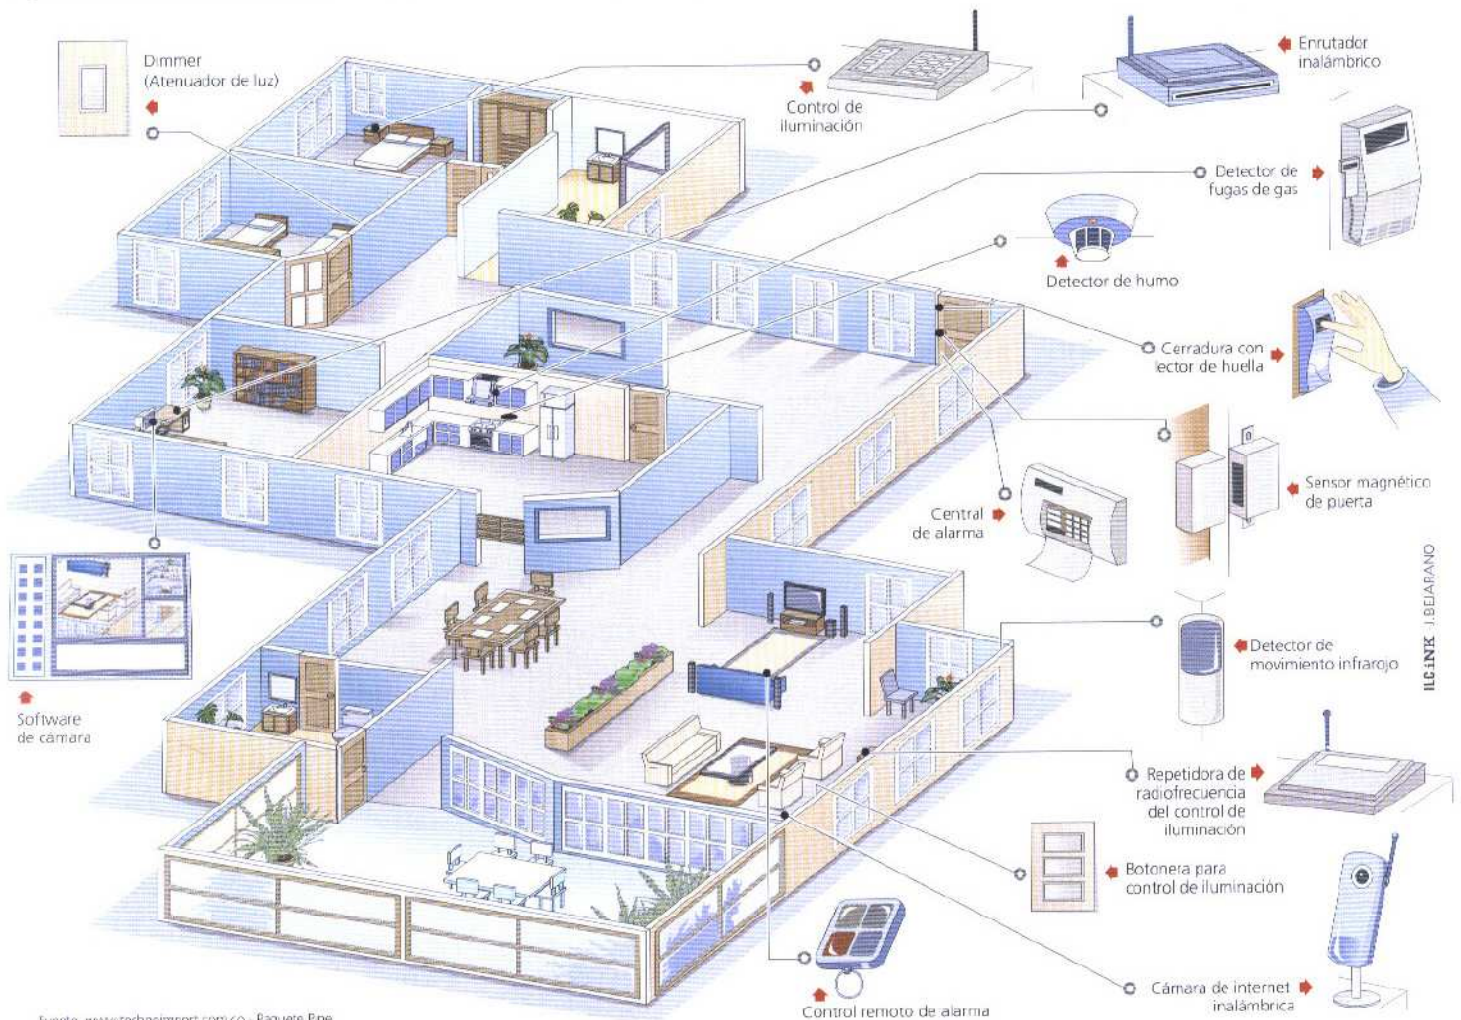 Dimmer
(Atenuador de luz)
Control de
iluminación
Enrutador
inalámbrico
Detector de
fugas de gas
Detector de humo
Cerradura con
lector de huella
Central
de alarma
Sensor magnético
de puerta
Detector de
movimiento infrarojo
Software
de cámara
Repetidora de
radiofrecuencia
del control de
iluminación
Botonera para
control de iluminación
Cámara de internet
inalámbrica
Control remoto de alarma
J.BEJARANO